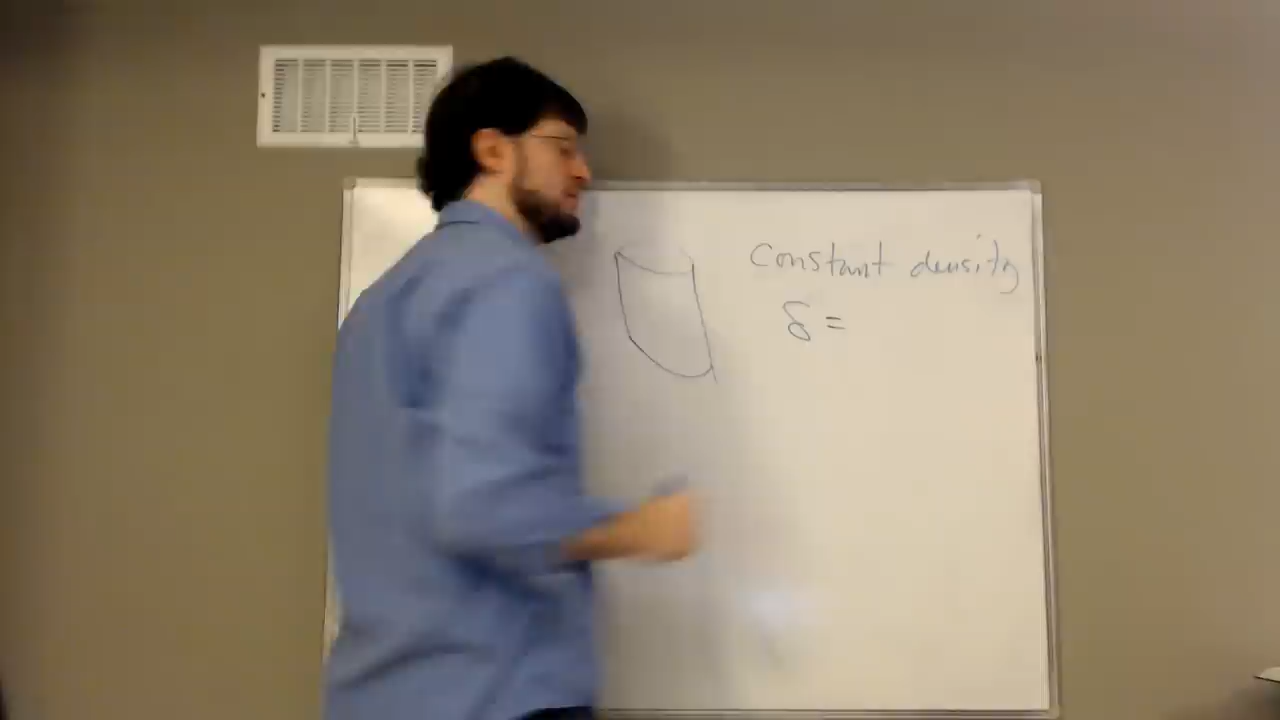 Constant density
δ =